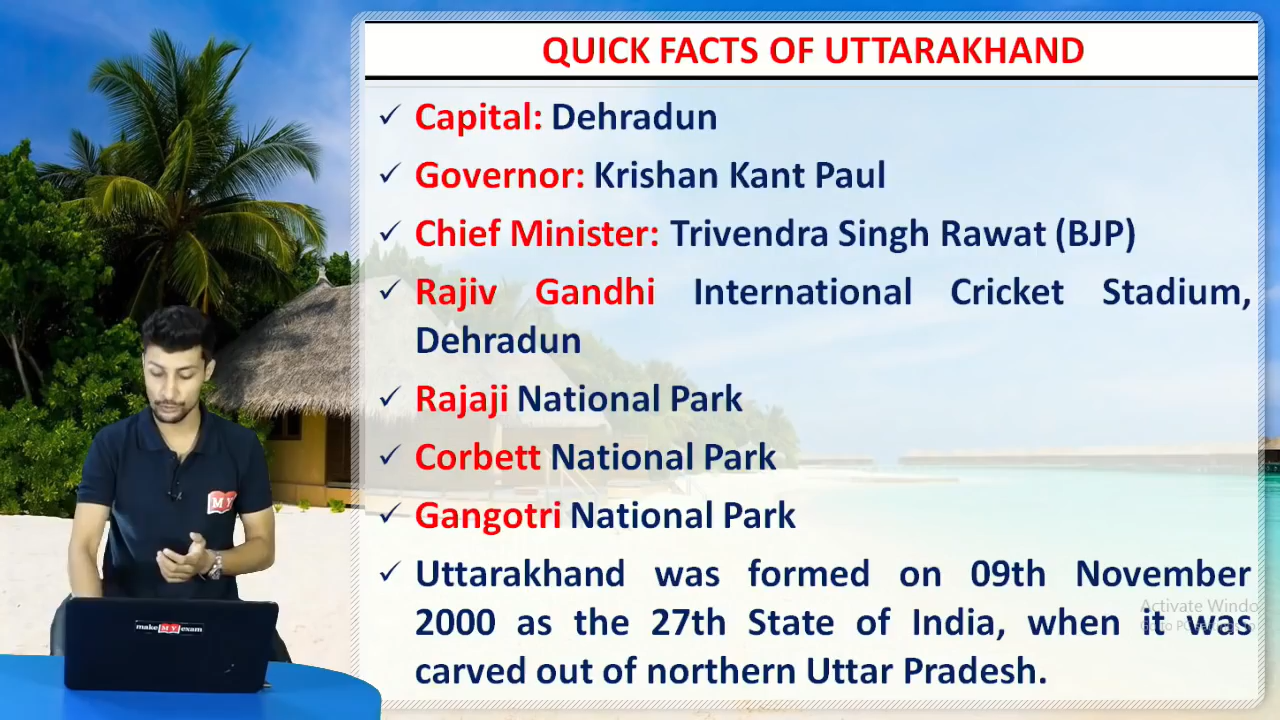 QUICK FACTS OF UTTARAKHAND
✓ Capital: Dehradun
✓ Governor: Krishan Kant Paul
✓ Chief Minister: Trivendra Singh Rawat (BJP)
✓ Rajiv Gandhi International Cricket Stadium,
Dehradun
✓ Rajaji National Park
✓ Corbett National Park
✓ Gangotri National Park
✓ Uttarakhand was formed on 09th November
2000 as the 27th State of India, when it was
carved out of northern Uttar Pradesh.
Activate Windo
MY
make MY exam